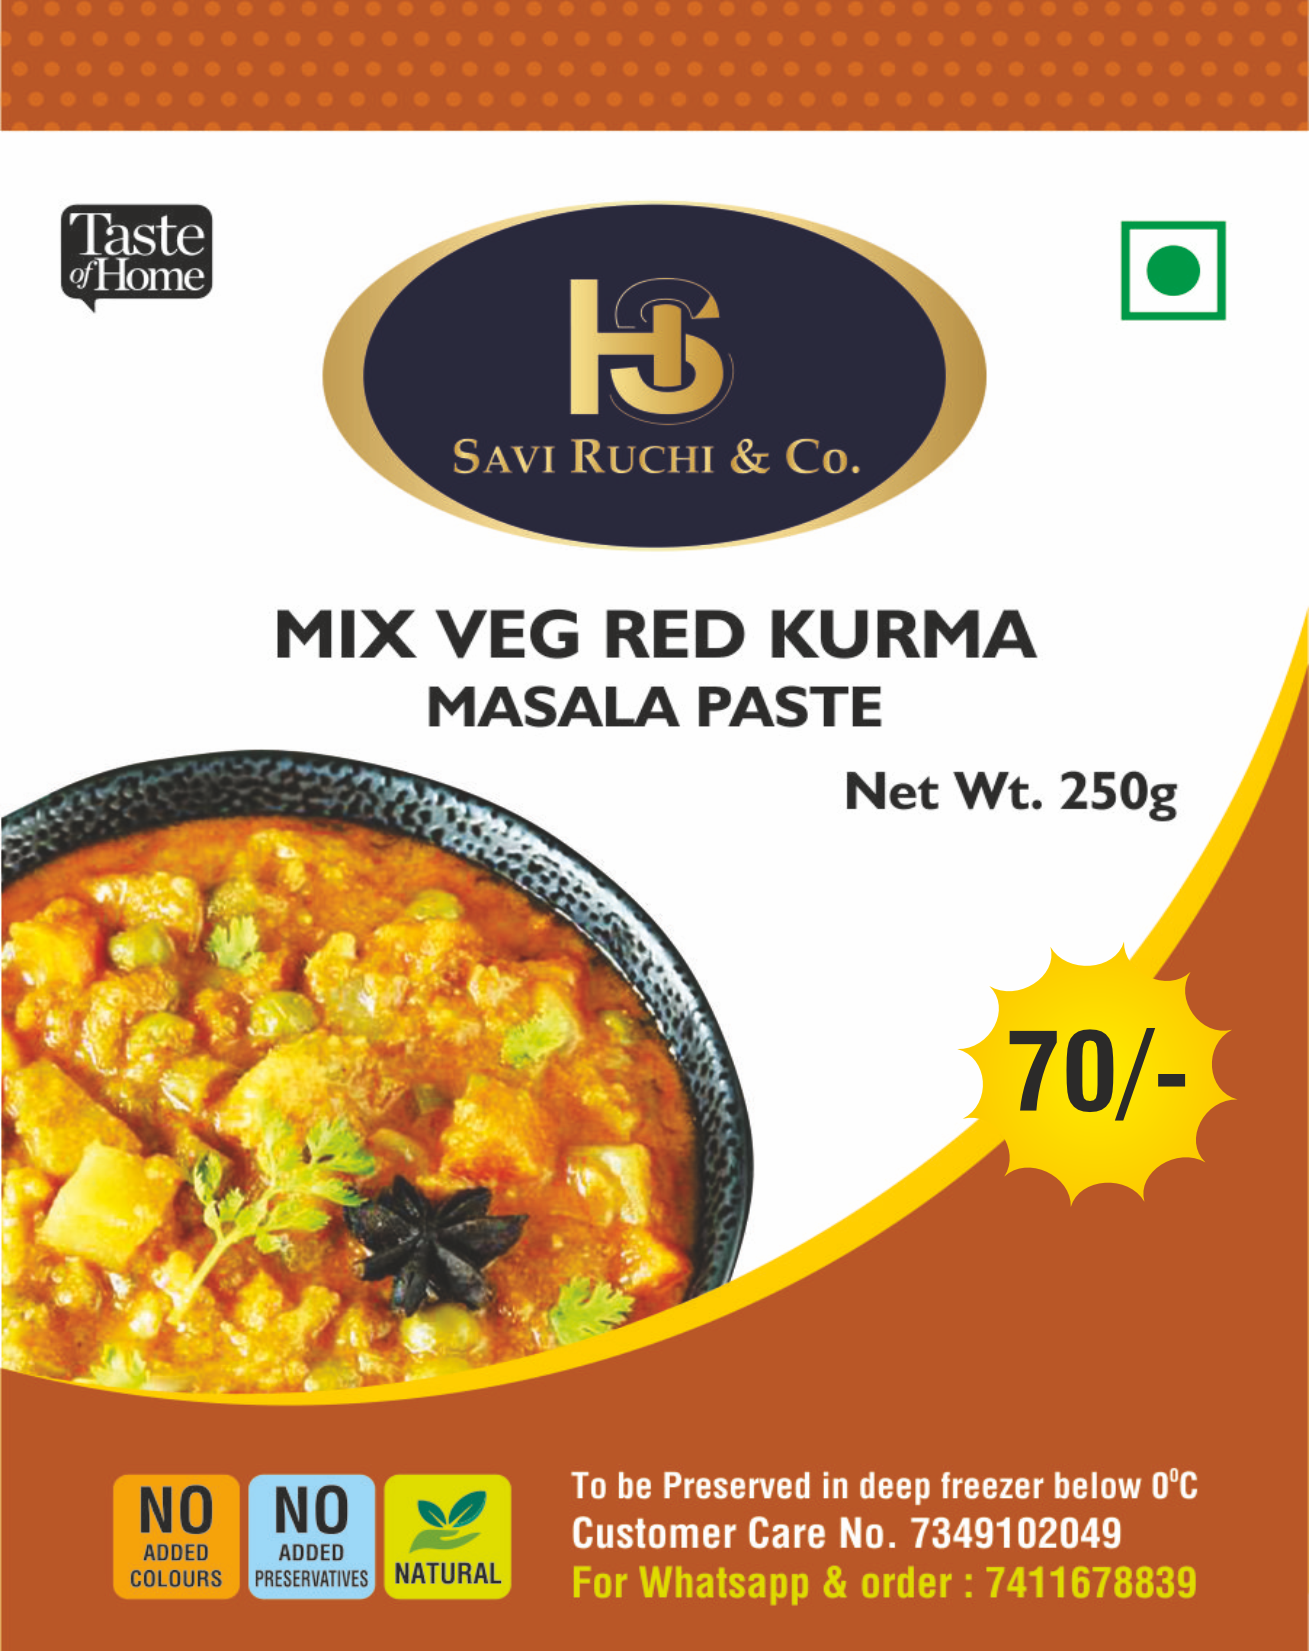 Taste
of Home
HS
SAVI RUCHI & CO.
MIX VEG RED KURMA
MASALA PASTE
Net Wt. 250g
70/-
NO
ADDED
COLOURS
NO
ADDED
PRESERVATIVES
NATURAL
To be Preserved in deep freezer below 0⁰C
Customer Care No. 7349102049
For Whatsapp & order : 7411678839